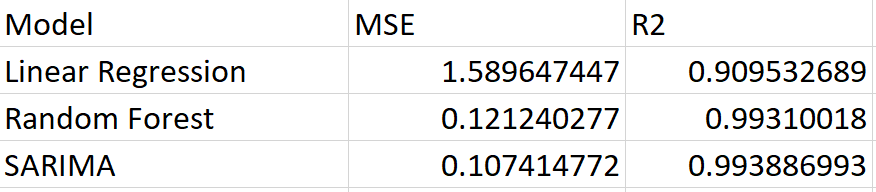 Model MSE R2
Linear Regression 1.589647447 0.909532689
Random Forest 0.121240277 0.99310018
SARIMA 0.107414772 0.993886993